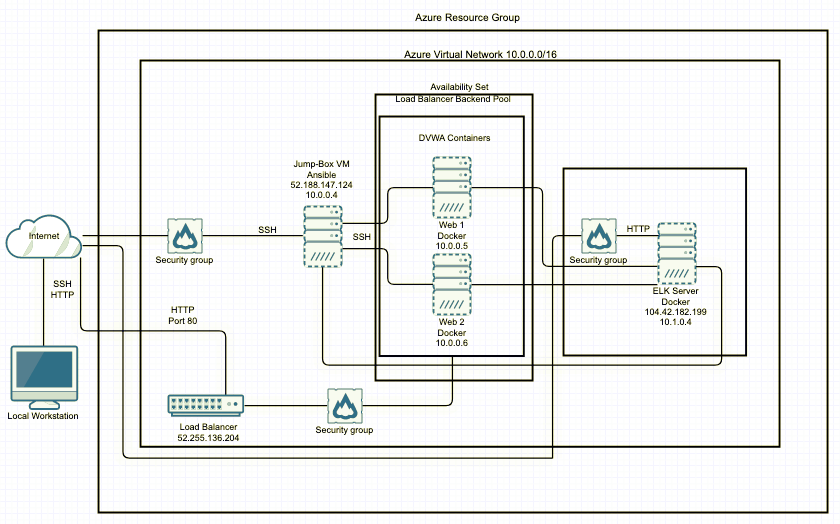 Azure Resource Group
Azure Virtual Network 10.0.0.0/16
Availability Set
Load Balancer Backend Pool
DVWA Containers
Jump-Box VM
Ansible
52.188.147.124
10.0.0.4
Internet
Security group
SSH
SSH
Web 1
Docker
10.0.0.5
HTTP
Security group
Web 2
Docker
10.0.0.6
ELK Server
Docker
104.42.182.199
10.1.0.4
SSH
HTTP
HTTP
Port 80
Local Workstation
Load Balancer
52.255.136.204
Security group